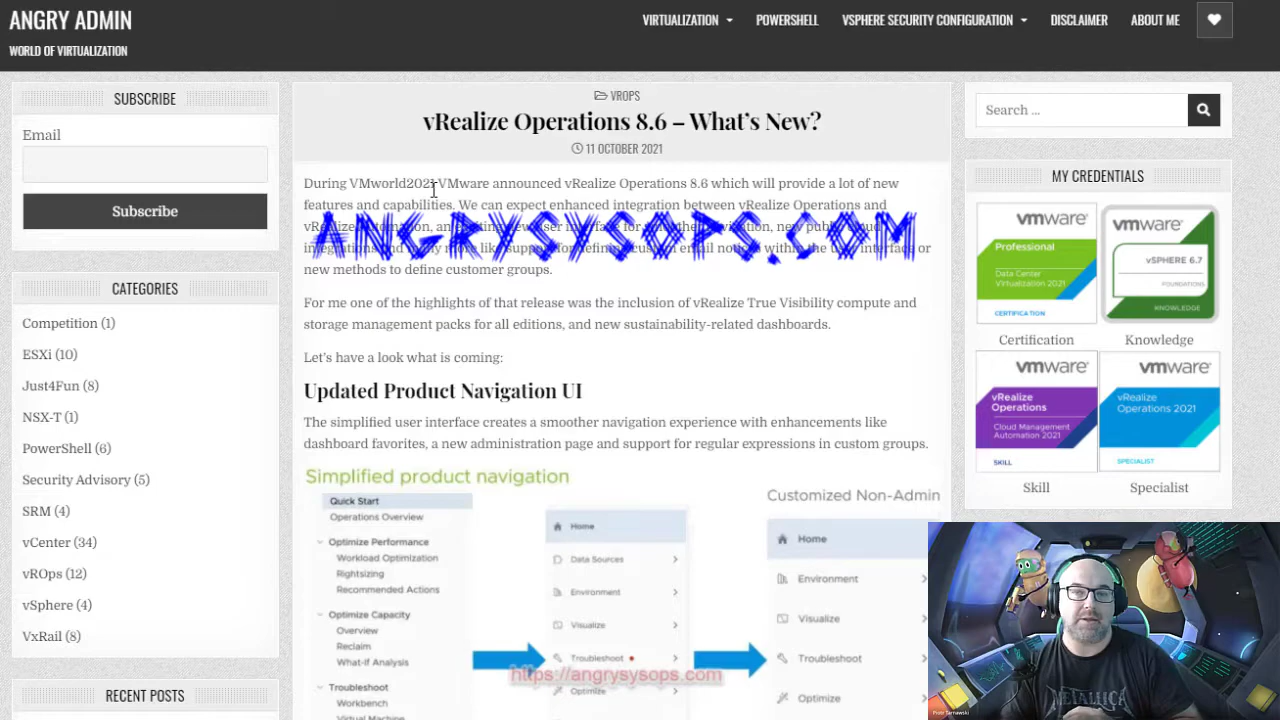 ANGRY ADMIN
WORLD OF VIRTUALIZATION
VIRTUALIZATION
POWERSHELL
VSPHERE SECURITY CONFIGURATION
DISCLAIMER
ABOUT ME
SUBSCRIBE
Email
Subscribe
CATEGORIES
Competition (1)
ESXi (10)
Just4Fun (8)
NSX-T (1)
PowerShell (6)
Security Advisory (5)
SRM (4)
vCenter (34)
vROps (12)
vSphere (4)
VxRail (8)
RECENT POSTS
VROPS
vRealize Operations 8.6 – What's New?
11 OCTOBER 2021
During VMworld2021 VMware announced vRealize Operations 8.6 which will provide a lot of new
features and capabilities. We can expect enhanced integration between vRealize Operations and
ANGRYSYSOPS.COM
new methods to define customer groups.
For me one of the highlights of that release was the inclusion of vRealize True Visibility compute and
storage management packs for all editions, and new sustainability-related dashboards.
Let's have a look what is coming:
Updated Product Navigation UI
The simplified user interface creates a smoother navigation experience with enhancements like
dashboard favorites, a new administration page and support for regular expressions in custom groups.
Simplified product navigation
Quick Start
Operations Overview
Optimize Performance
Workload Optimization
Rightsizing
Recommended Actions
Optimize Capacity
Overview
Reclaim
What-If Analysis
Troubleshoot
Workbench
Virtual Machine
Home
Data Sources
Environment
Visualize
Troubleshoot
Optimize
https://angrysysops.com
Customized Non-Admin
Home
Environment
Visualize
Troubleshoot
Optimize
Search ...
MY CREDENTIALS
vmware
Professional
Data Center
Virtualization 2021
CERTIFICATION
Certification
vmware
vSPHERE 6.7
FOUNDATIONS
KNOWLEDGE
Knowledge
vmware
vRealize
Operations
Cloud Management
Automation 2021
SKILL
Skill
vmware
vRealize
Operations 2021
SPECIALIST
Specialist
METALLICA
Piotr Tarnawski